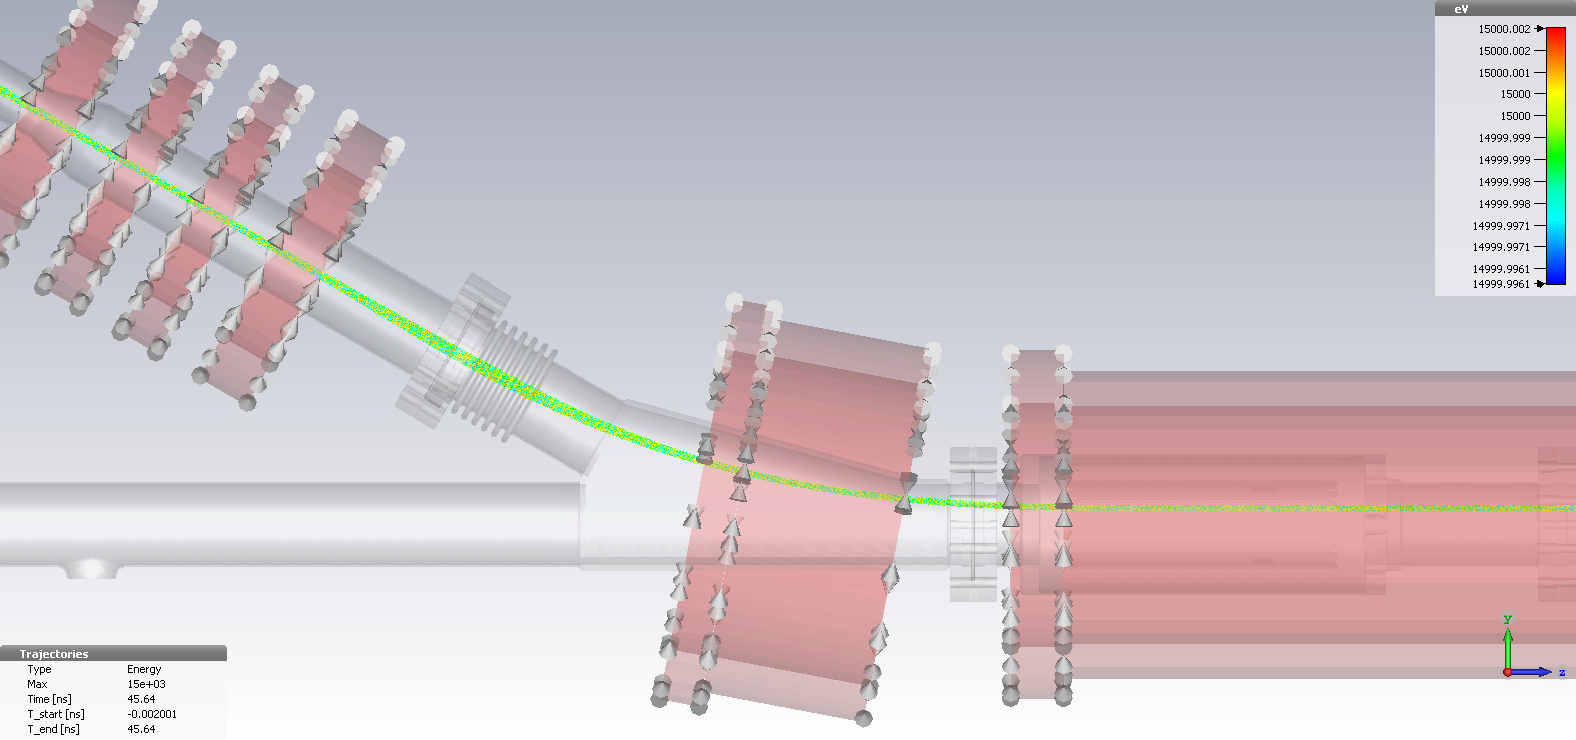 eV
15000.002
15000.002
15000.001
15000
15000
14999.999
14999.999
14999.998
14999.998
14999.9971
14999.9971
14999.9961
14999.9961
Trajectories
Type Energy
Max 15e+03
Time [ns] 45.64
T_start [ns] -0.002001
T_end [ns] 45.64
Y
z